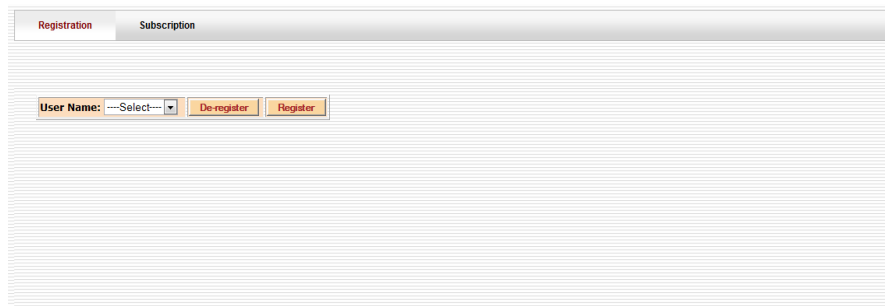 Registration Subscription
User Name: ----Select---- De-register Register